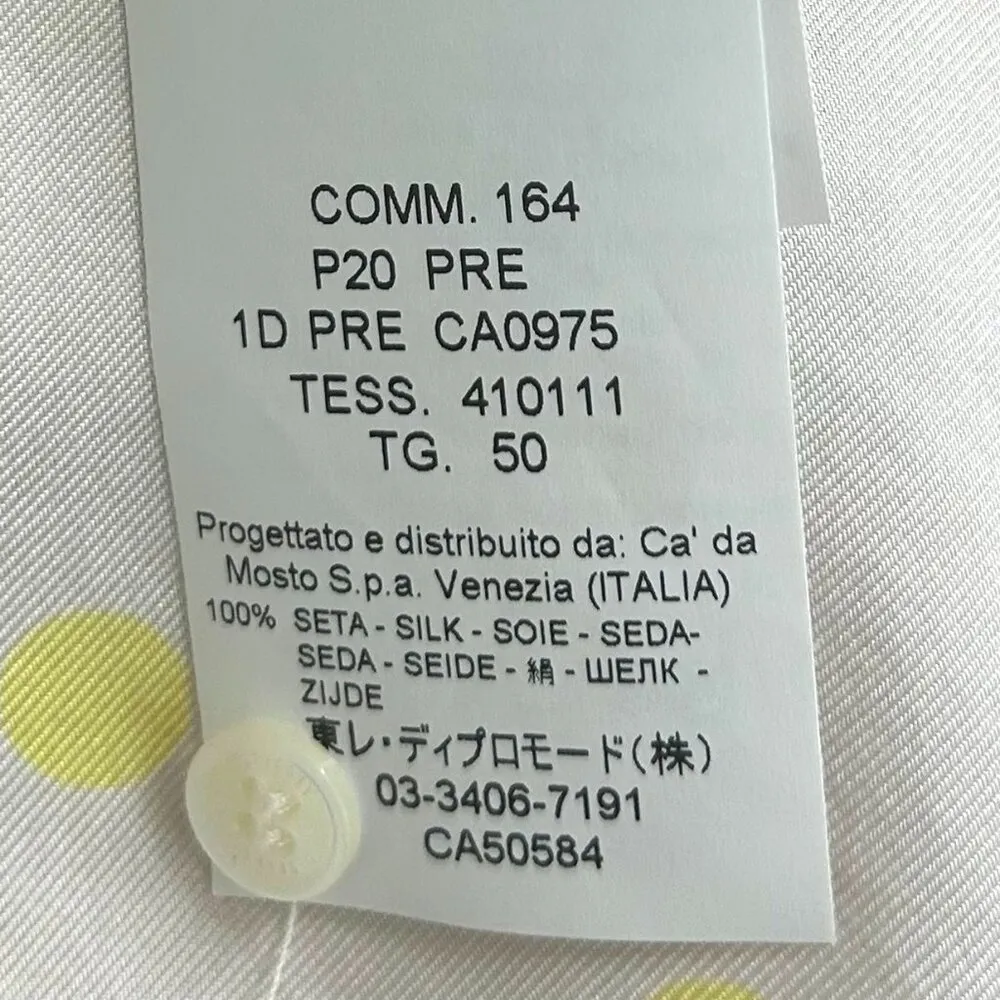 COMM. 164
P20 PRE
1D PRE CA0975
TESS. 410111
TG. 50
Progettato e distribuito da: Ca' da
Mosto S.p.a. Venezia (ITALIA)
100% SETA - SILK - SOIE - SEDA-
SEDA - SEIDE - 絹 - ШЕЛК -
ZIJDE
東レ・ディプロモード(株)
03-3406-7191
CA50584